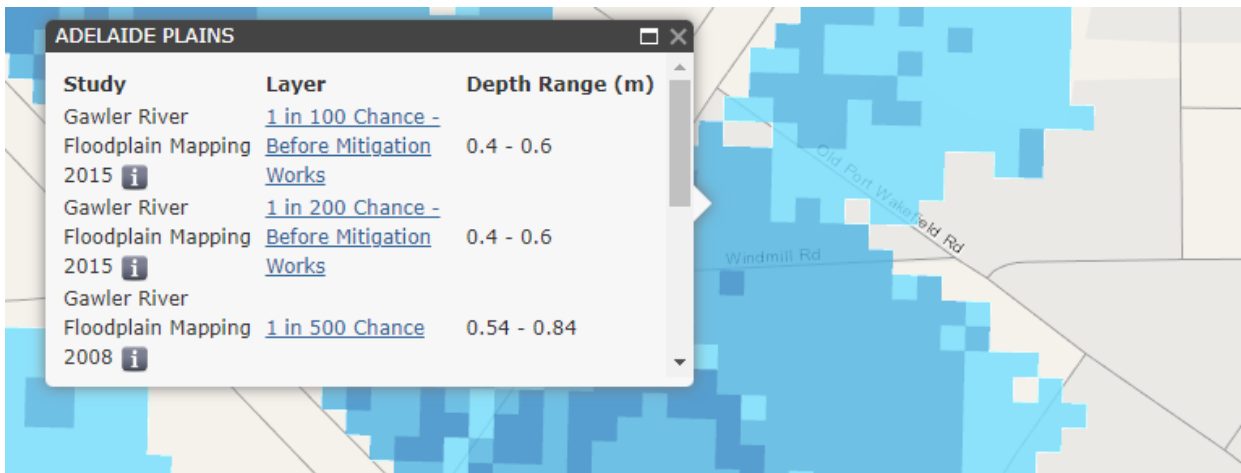 ADELAIDE PLAINS
Study Layer Depth Range (m)
Gawler River 1 in 100 Chance -
Floodplain Mapping Before Mitigation 0.4 - 0.6
2015 i Works
Gawler River 1 in 200 Chance -
Floodplain Mapping Before Mitigation 0.4 - 0.6
2015 i Works
Gawler River
Floodplain Mapping 1 in 500 Chance 0.54 - 0.84
2008 i
Old Port Wakefield Rd
Windmill Rd